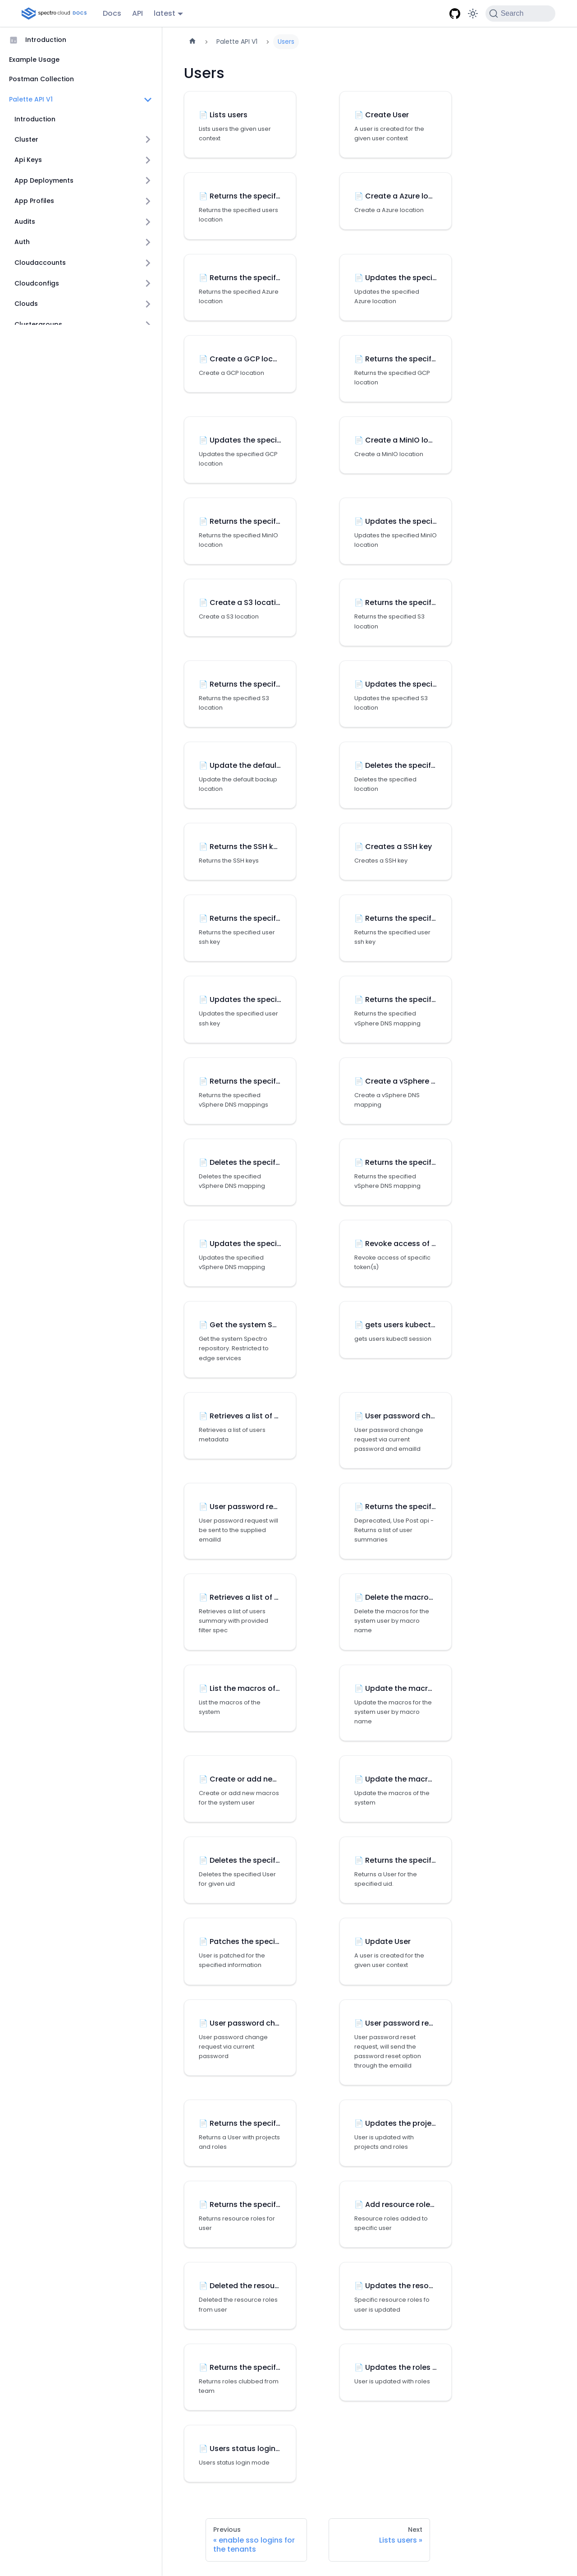 spectro cloud DOCS
Docs
API
latest
Search
Introduction
Example Usage
Postman Collection
Palette API V1
Introduction
Cluster
Api Keys
App Deployments
App Profiles
Audits
Auth
Cloudaccounts
Cloudconfigs
Clouds
Clustergroups
Palette API V1
Users
Users
Lists users
Lists users the given user
context
Create User
A user is created for the
given user context
Returns the specif...
Returns the specified users
location
Create a Azure lo...
Create a Azure location
Returns the specif...
Returns the specified Azure
location
Updates the speci...
Updates the specified
Azure location
Create a GCP loc...
Create a GCP location
Returns the specif...
Returns the specified GCP
location
Updates the speci...
Updates the specified GCP
location
Create a MinIO lo...
Create a MinIO location
Returns the specif...
Returns the specified MinIO
location
Updates the speci...
Updates the specified MinIO
location
Create a S3 locati...
Create a S3 location
Returns the specif...
Returns the specified S3
location
Returns the specif...
Returns the specified S3
location
Updates the speci...
Updates the specified S3
location
Update the defaul...
Update the default backup
location
Deletes the specif...
Deletes the specified
location
Returns the SSH k...
Returns the SSH keys
Creates a SSH key
Creates a SSH key
Returns the specif...
Returns the specified user
ssh key
Returns the specif...
Returns the specified user
ssh key
Updates the speci...
Updates the specified user
ssh key
Returns the specif...
Returns the specified
vSphere DNS mapping
Returns the specif...
Returns the specified
vSphere DNS mappings
Create a vSphere ...
Create a vSphere DNS
mapping
Deletes the specif...
Deletes the specified
vSphere DNS mapping
Returns the specif...
Returns the specified
vSphere DNS mapping
Updates the speci...
Updates the specified
vSphere DNS mapping
Revoke access of ...
Revoke access of specific
token(s)
Get the system S...
Get the system Spectro
repository. Restricted to
edge services
gets users kubect...
gets users kubectl session
Retrieves a list of ...
Retrieves a list of users
metadata
User password ch...
User password change
request via current
password and emailId
User password re...
User password request will
be sent to the supplied
emailId
Returns the specif...
Deprecated, Use Post api -
Returns a list of user
summaries
Retrieves a list of ...
Retrieves a list of users
summary with provided
filter spec
Delete the macro...
Delete the macros for the
system user by macro
name
List the macros of...
List the macros of the
system
Update the macr...
Update the macros for the
system user by macro
name
Create or add ne...
Create or add new macros
for the system user
Update the macr...
Update the macros of the
system
Deletes the specif...
Deletes the specified User
for given uid
Returns the specif...
Returns a User for the
specified uid.
Patches the speci...
User is patched for the
specified information
Update User
A user is created for the
given user context
User password ch...
User password change
request via current
password
User password re...
User password reset
request, will send the
password reset option
through the emailId
Returns the specif...
Returns a User with projects
and roles
Updates the proje...
User is updated with
projects and roles
Returns the specif...
Returns resource roles for
user
Add resource role...
Resource roles added to
specific user
Deleted the resou...
Deleted the resource roles
from user
Updates the reso...
Specific resource roles fo
user is updated
Returns the specif...
Returns roles clubbed from
team
Updates the roles ...
User is updated with roles
Users status login...
Users status login mode
Previous
« enable sso logins for
the tenants
Next
Lists users »